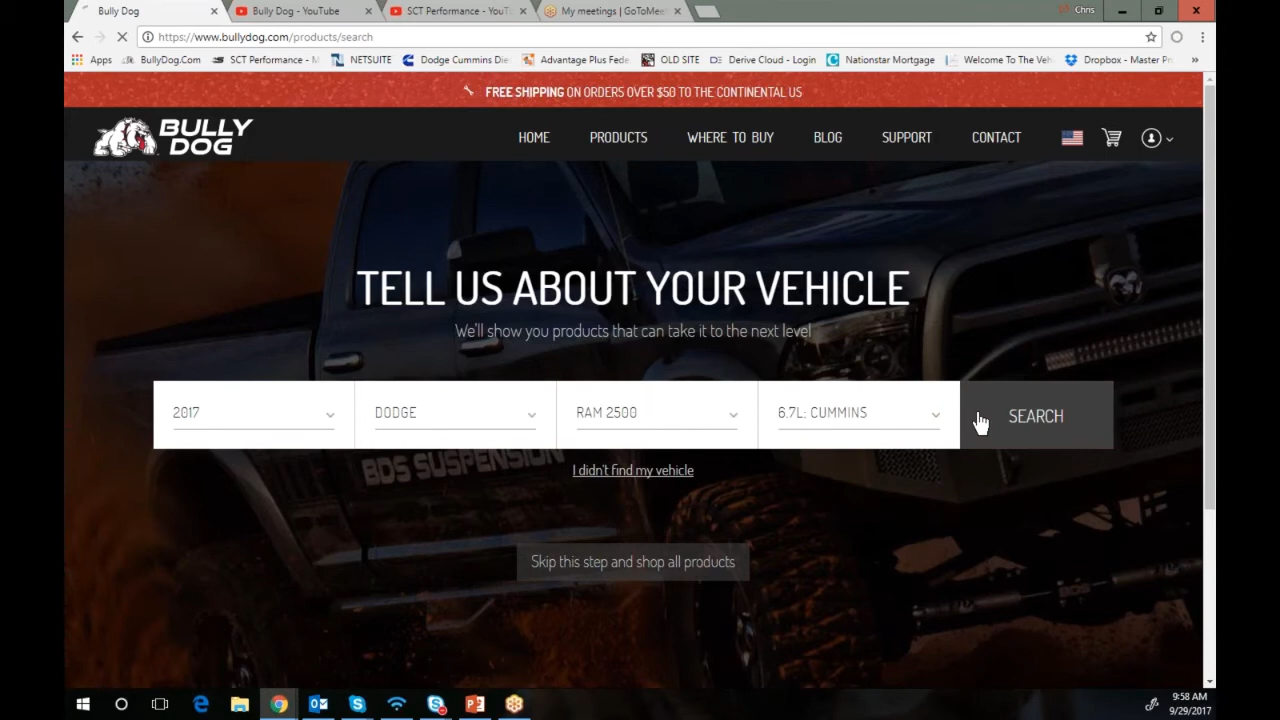 Bully Dog
Bully Dog - YouTube
SCT Performance - YouT
My meetings | GoToMee
Chris
https://www.bullydog.com/products/search
Apps
BullyDog.Com
SCT Performance - M
NETSUITE
Dodge Cummins Die
Advantage Plus Fede
OLD SITE
Derive Cloud - Login
Nationstar Mortgage
Welcome To The Veh
Dropbox - Master Pr
FREE SHIPPING ON ORDERS OVER $50 TO THE CONTINENTAL US
BULLY
DOG
HOME
PRODUCTS
WHERE TO BUY
BLOG
SUPPORT
CONTACT
TELL US ABOUT YOUR VEHICLE
We'll show you products that can take it to the next level
2017
DODGE
RAM 2500
6.7L: CUMMINS
SEARCH
BDS SUSPENSION
I didn't find my vehicle
Skip this step and shop all products
9:58 AM
9/29/2017